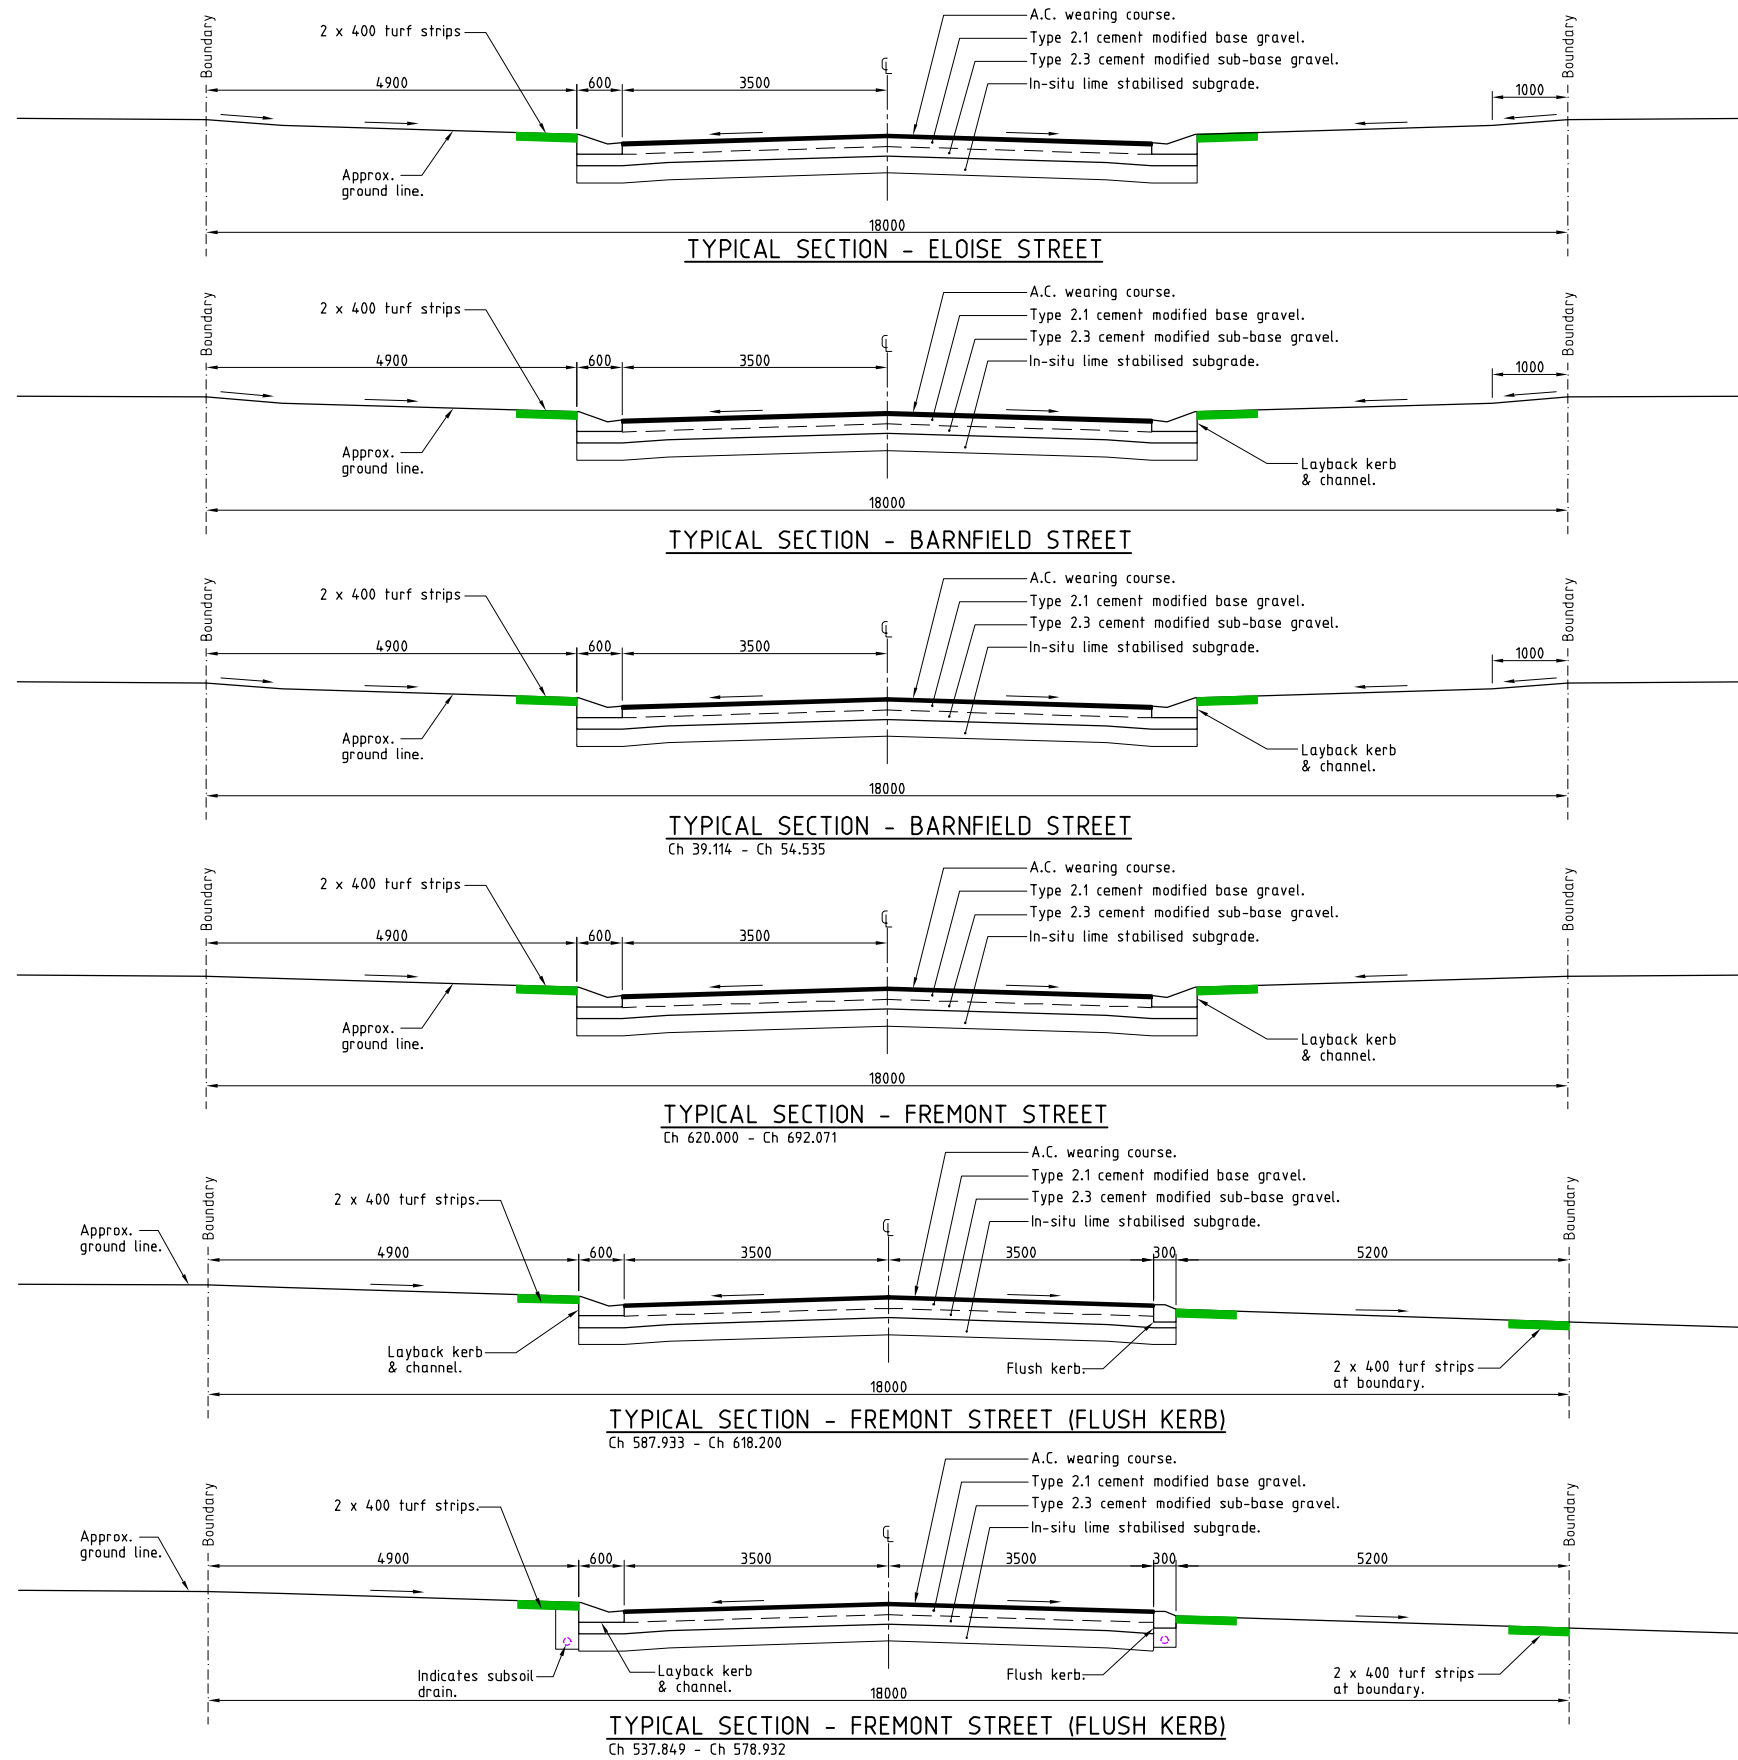 Boundary
2 x 400 turf strips
A.C. wearing course.
Type 2.1 cement modified base gravel.
Type 2.3 cement modified sub-base gravel.
In-situ lime stabilised subgrade.
Boundary
4900
600
3500
CL
1000
Approx.
ground line.
18000
TYPICAL SECTION - ELOISE STREET
Boundary
2 x 400 turf strips
A.C. wearing course.
Type 2.1 cement modified base gravel.
Type 2.3 cement modified sub-base gravel.
In-situ lime stabilised subgrade.
Boundary
4900
600
3500
CL
1000
Approx.
ground line.
Layback kerb
& channel.
18000
TYPICAL SECTION - BARNFIELD STREET
Boundary
2 x 400 turf strips
A.C. wearing course.
Type 2.1 cement modified base gravel.
Type 2.3 cement modified sub-base gravel.
In-situ lime stabilised subgrade.
Boundary
4900
600
3500
CL
1000
Approx.
ground line.
Layback kerb
& channel.
18000
TYPICAL SECTION - BARNFIELD STREET
Ch 39.114 - Ch 54.535
Boundary
2 x 400 turf strips
A.C. wearing course.
Type 2.1 cement modified base gravel.
Type 2.3 cement modified sub-base gravel.
In-situ lime stabilised subgrade.
Boundary
4900
600
3500
CL
Approx.
ground line.
Layback kerb
& channel.
18000
TYPICAL SECTION - FREMONT STREET
Ch 620.000 - Ch 692.071
Approx.
ground line.
Boundary
2 x 400 turf strips.
A.C. wearing course.
Type 2.1 cement modified base gravel.
Type 2.3 cement modified sub-base gravel.
In-situ lime stabilised subgrade.
Boundary
4900
600
3500
CL
3500
300
5200
Layback kerb
& channel.
Flush kerb.
2 x 400 turf strips
at boundary.
18000
TYPICAL SECTION - FREMONT STREET (FLUSH KERB)
Ch 587.933 - Ch 618.200
Approx.
ground line.
Boundary
2 x 400 turf strips.
A.C. wearing course.
Type 2.1 cement modified base gravel.
Type 2.3 cement modified sub-base gravel.
In-situ lime stabilised subgrade.
Boundary
4900
600
3500
CL
3500
300
5200
Indicates subsoil
drain.
Layback kerb
& channel.
Flush kerb.
2 x 400 turf strips
at boundary.
18000
TYPICAL SECTION - FREMONT STREET (FLUSH KERB)
Ch 537.849 - Ch 578.932